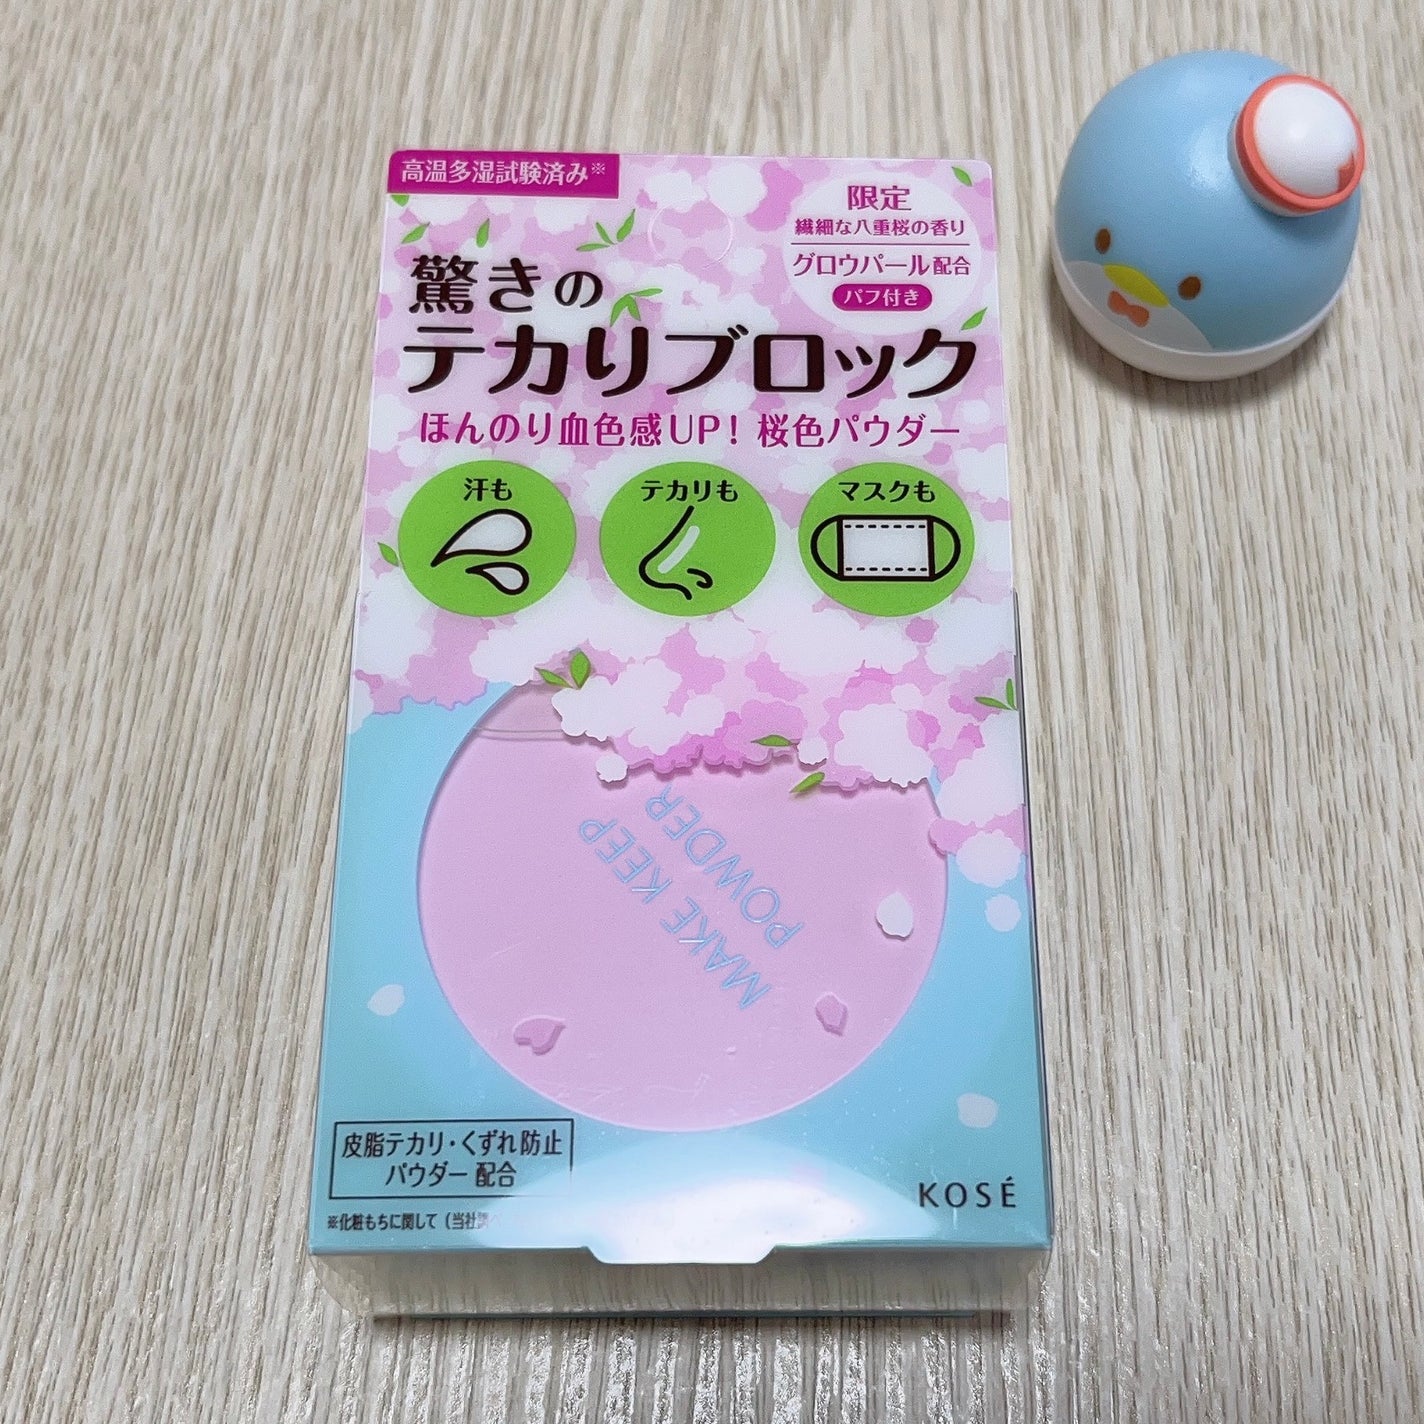 高温多湿試験済み※
限定
繊細な八重桜の香り
グロウパール配合
パフ付き
驚きの
テカりブロック
ほんのり血色感UP！桜色パウダー
汗も
テカリも
マスクも
MAKE KEEP
POWDER
皮脂テカリ・くずれ防止
パウダー配合
※化粧もちに関して（当社調べ
KOSÉ